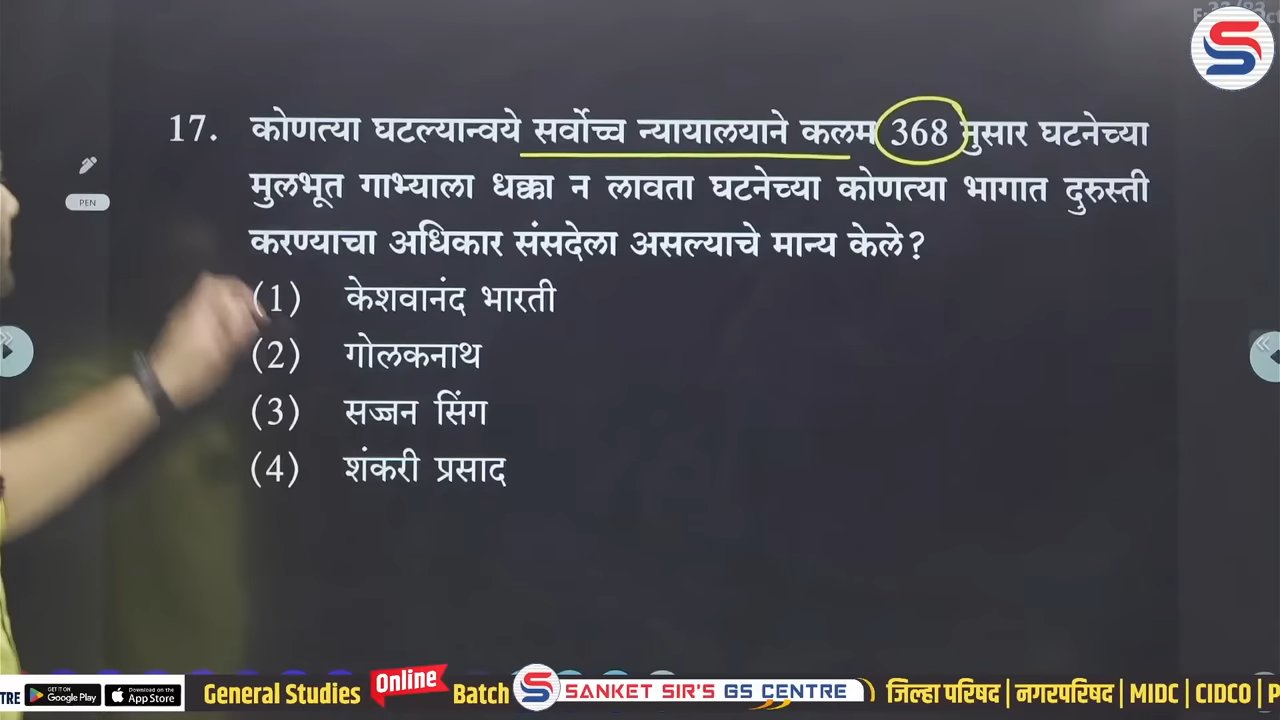 17. कोणत्या घटल्यान्वये सर्वोच्च न्यायालयाने कलम 368 नुसार घटनेच्या
मुलभूत गाभ्याला धक्का न लावता घटनेच्या कोणत्या भागात दुरुस्ती
करण्याचा अधिकार संसदेला असल्याचे मान्य केले?
PEN
(1) केशवानंद भारती
(2) गोलकनाथ
(3) सज्जन सिंग
(4) शंकरी प्रसाद
TRE GET IT ON Google Play Download on the App Store General Studies Online Batch SANKET SIR'S GS CENTRE जिल्हा परिषद | नगरपरिषद | MIDC | CIDCO | P